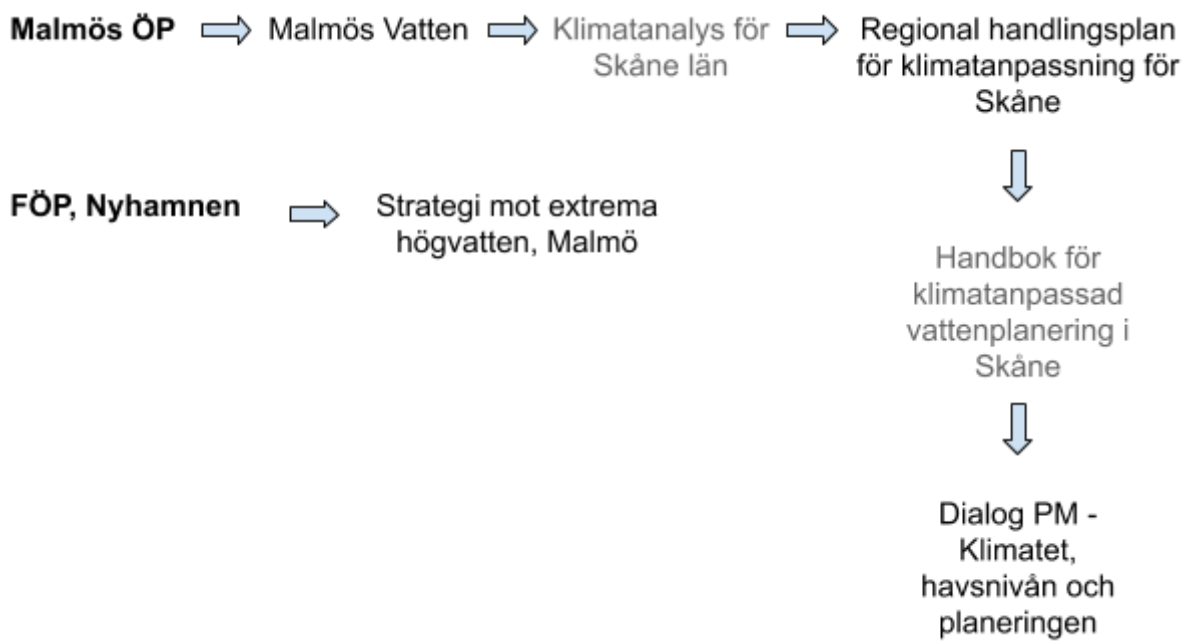 Malmös ÖP
Malmös Vatten
Klimatanalys för
Skåne län
Regional handlingsplan
för klimatanpassning för
Skåne
FÖP, Nyhamnen
Strategi mot extrema
högvatten, Malmö
Handbok för
klimatanpassad
vattenplanering i
Skåne
Dialog PM -
Klimatet,
havsnivån och
planeringen